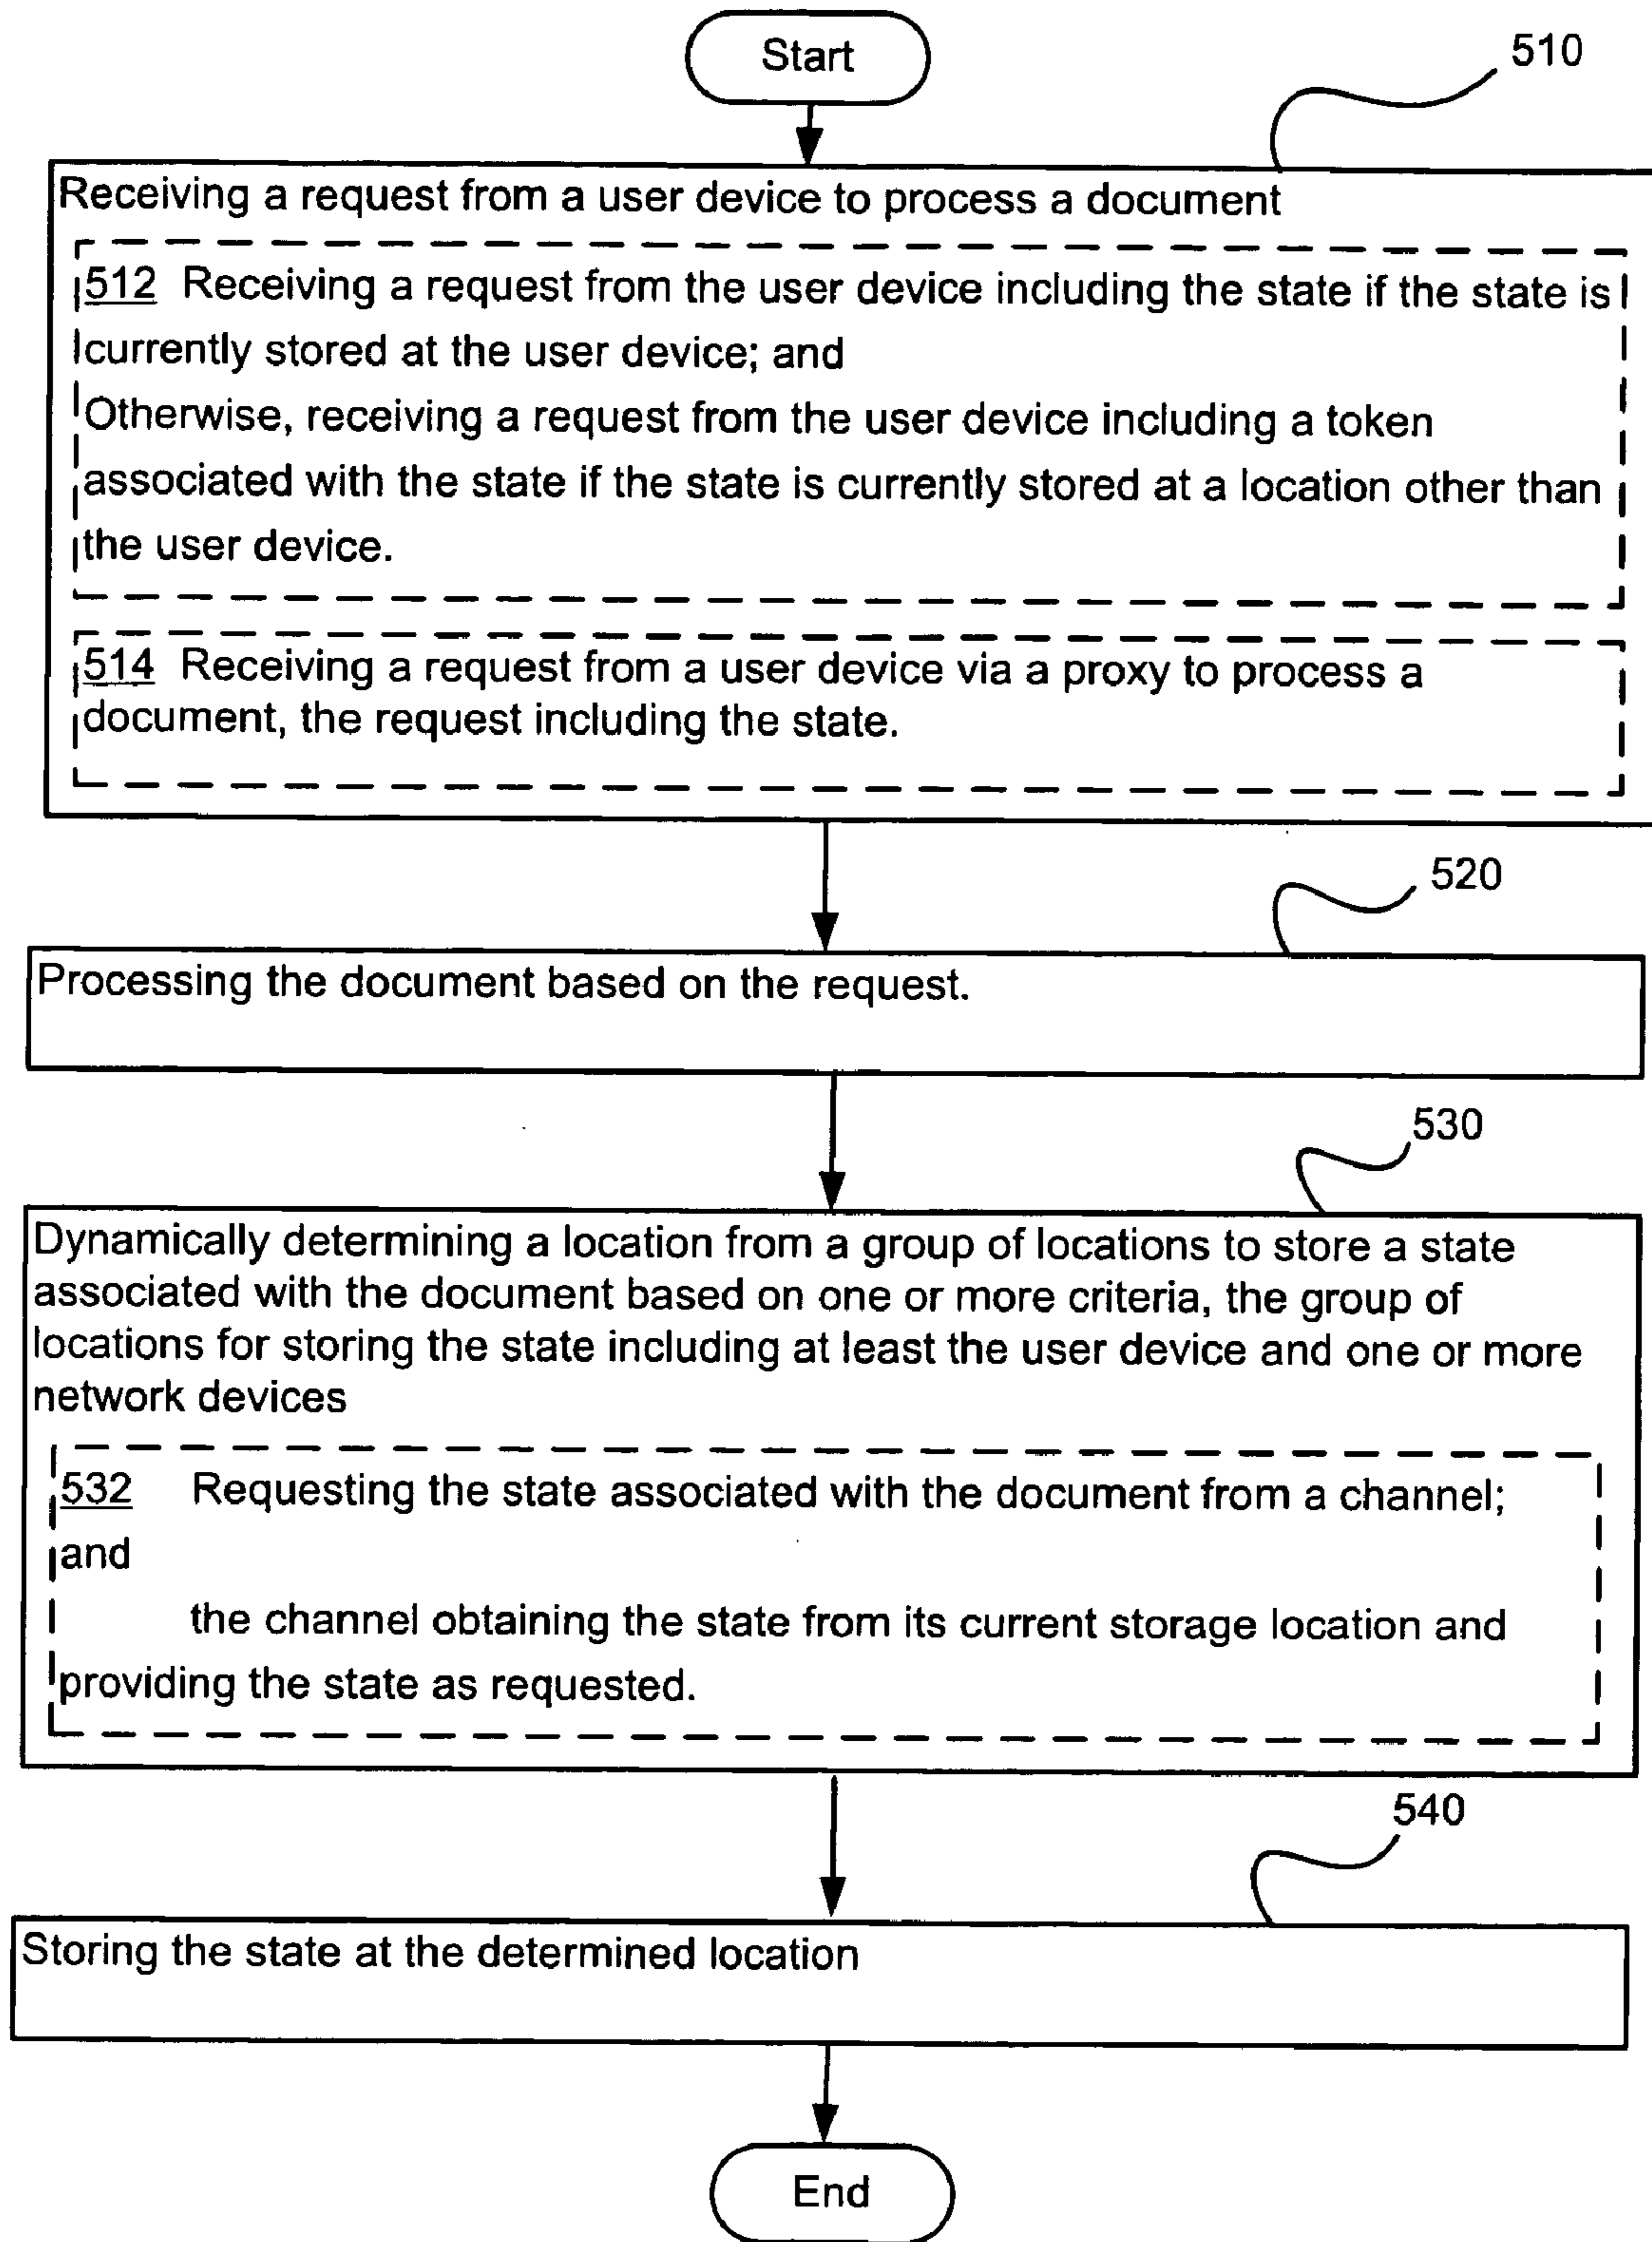 Start
510
Receiving a request from a user device to process a document
512 Receiving a request from the user device including the state if the state is
currently stored at the user device; and
Otherwise, receiving a request from the user device including a token
associated with the state if the state is currently stored at a location other than
the user device.
514 Receiving a request from a user device via a proxy to process a
document, the request including the state.
520
Processing the document based on the request.
530
Dynamically determining a location from a group of locations to store a state
associated with the document based on one or more criteria, the group of
locations for storing the state including at least the user device and one or more
network devices
532 Requesting the state associated with the document from a channel;
and
the channel obtaining the state from its current storage location and
providing the state as requested.
540
Storing the state at the determined location
End